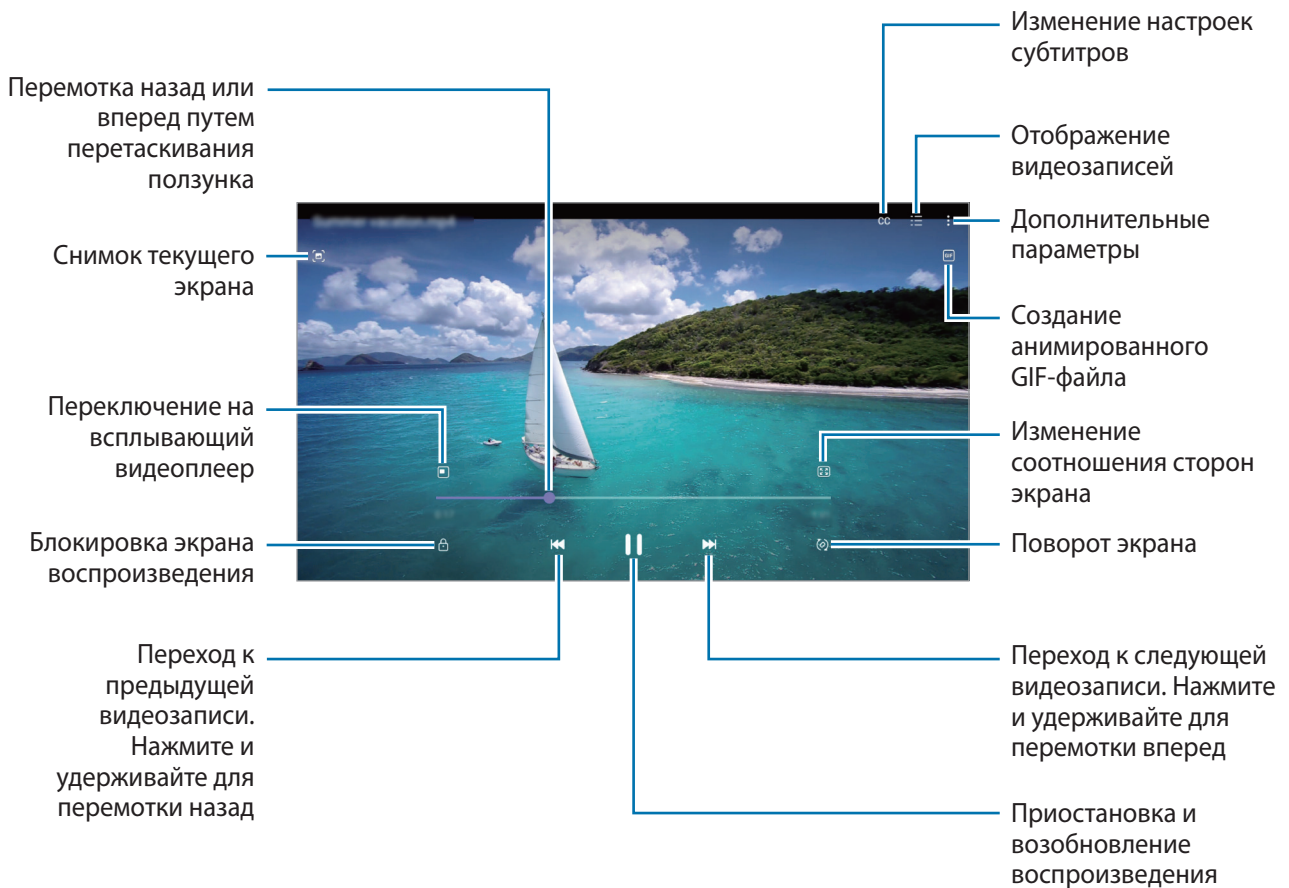 Изменение настроек
субтитров
Перемотка назад или
вперед путем
перетаскивания
ползунка
Отображение
видеозаписей
Дополнительные
параметры
Снимок текущего
экрана
CC
GIF
Создание
анимированного
GIF-файла
Переключение на
всплывающий
видеоплеер
Изменение
соотношения сторон
экрана
Блокировка экрана
воспроизведения
Поворот экрана
Переход к
предыдущей
видеозаписи.
Нажмите и
удерживайте для
перемотки назад
Переход к следующей
видеозаписи. Нажмите
и удерживайте для
перемотки вперед
Приостановка и
возобновление
воспроизведения